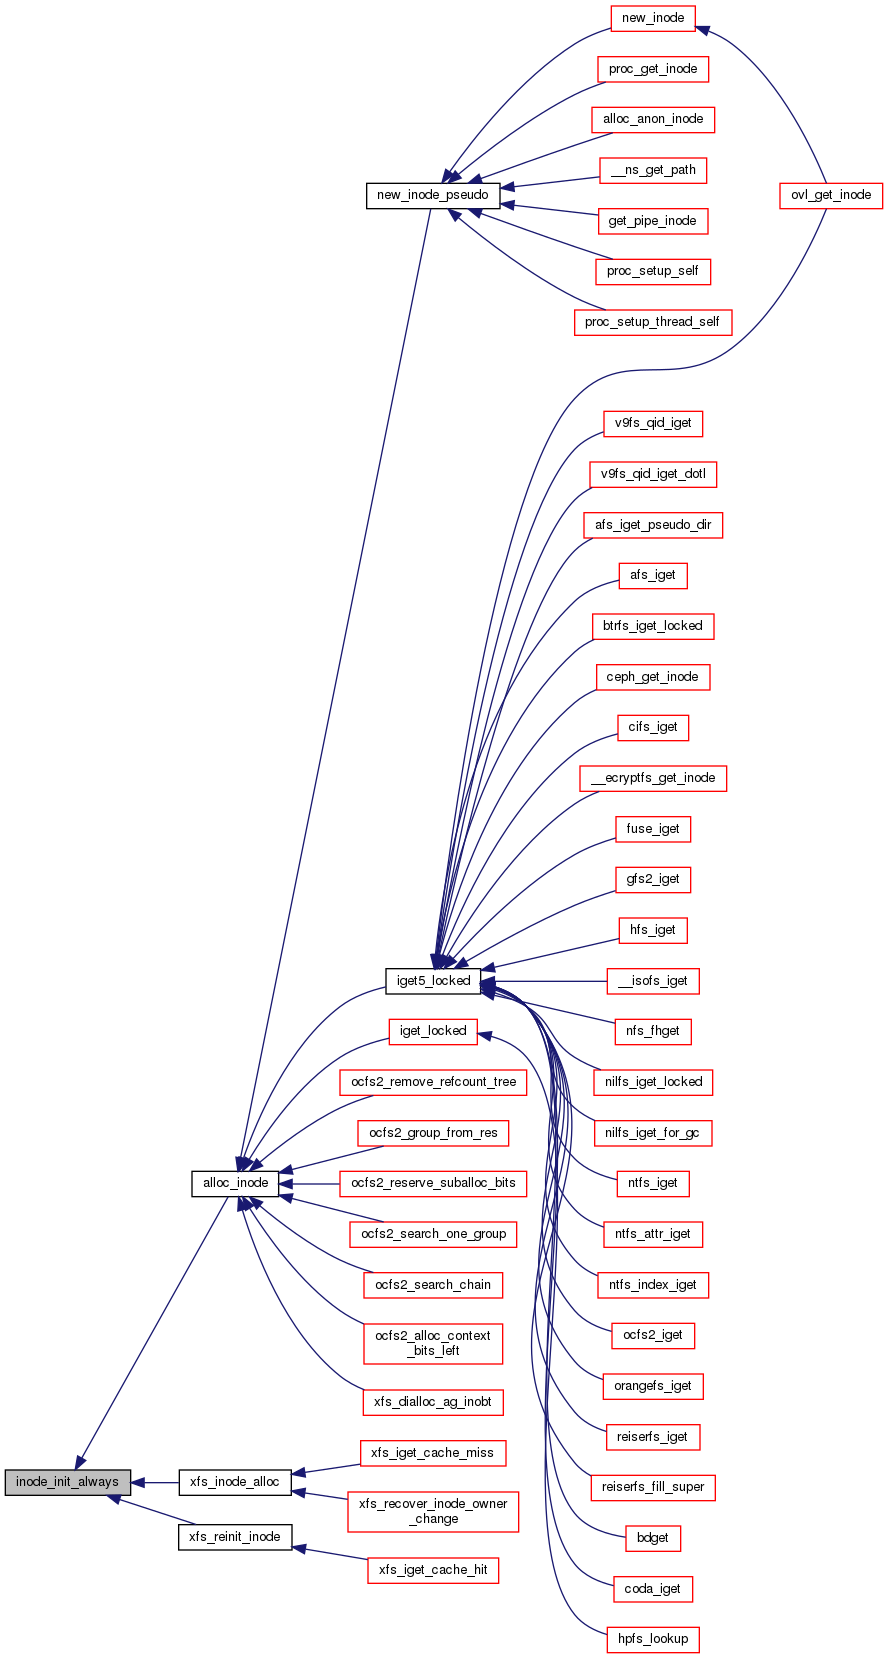 new_inode
proc_get_inode
alloc_anon_inode
__ns_get_path
new_inode_pseudo
ovl_get_inode
get_pipe_inode
proc_setup_self
proc_setup_thread_self
v9fs_qid_iget
v9fs_qid_iget_dotl
afs_iget_pseudo_dir
afs_iget
btrfs_iget_locked
ceph_get_inode
cifs_iget
__ecryptfs_get_inode
fuse_iget
gfs2_iget
hfs_iget
iget5_locked
__isofs_iget
iget_locked
nfs_fhget
ocfs2_remove_refcount_tree
nilfs_iget_locked
ocfs2_group_from_res
nilfs_iget_for_gc
alloc_inode
ocfs2_reserve_suballoc_bits
ntfs_iget
ocfs2_search_one_group
ntfs_attr_iget
ocfs2_search_chain
ntfs_index_iget
ocfs2_alloc_context
_bits_left
ocfs2_iget
xfs_dialloc_ag_inobt
orangefs_iget
reiserfs_iget
xfs_iget_cache_miss
inode_init_always
xfs_inode_alloc
reiserfs_fill_super
xfs_recover_inode_owner
_change
xfs_reinit_inode
bdget
xfs_iget_cache_hit
coda_iget
hpfs_lookup